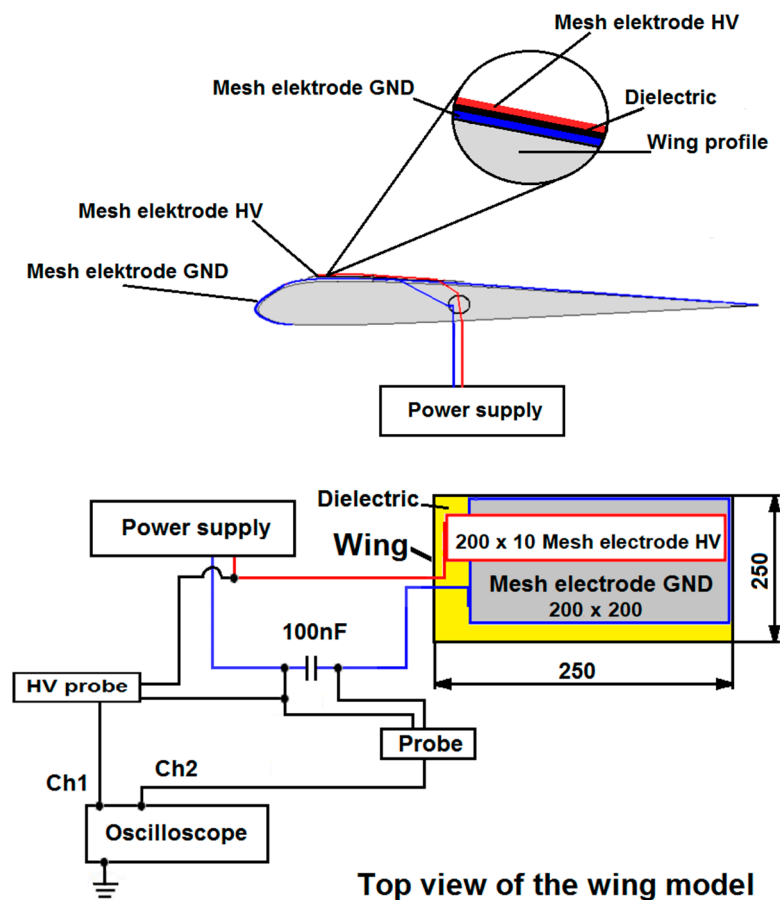 Mesh elektrode HV
Mesh elektrode GND
Dielectric
Wing profile
Mesh elektrode HV
Mesh elektrode GND
Power supply
Dielectric
Power supply
Wing
200 x 10 Mesh electrode HV
Mesh electrode GND
200 x 200
250
100nF
250
HV probe
Probe
Ch1
Ch2
Oscilloscope
Top view of the wing model